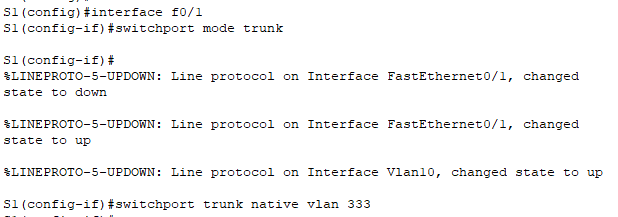 S1(config)#interface f0/1
S1(config-if)#switchport mode trunk
S1(config-if)#
%LINEPROTO-5-UPDOWN: Line protocol on Interface FastEthernet0/1, changed
state to down
%LINEPROTO-5-UPDOWN: Line protocol on Interface FastEthernet0/1, changed
state to up
%LINEPROTO-5-UPDOWN: Line protocol on Interface Vlan10, changed state to up
S1(config-if)#switchport trunk native vlan 333